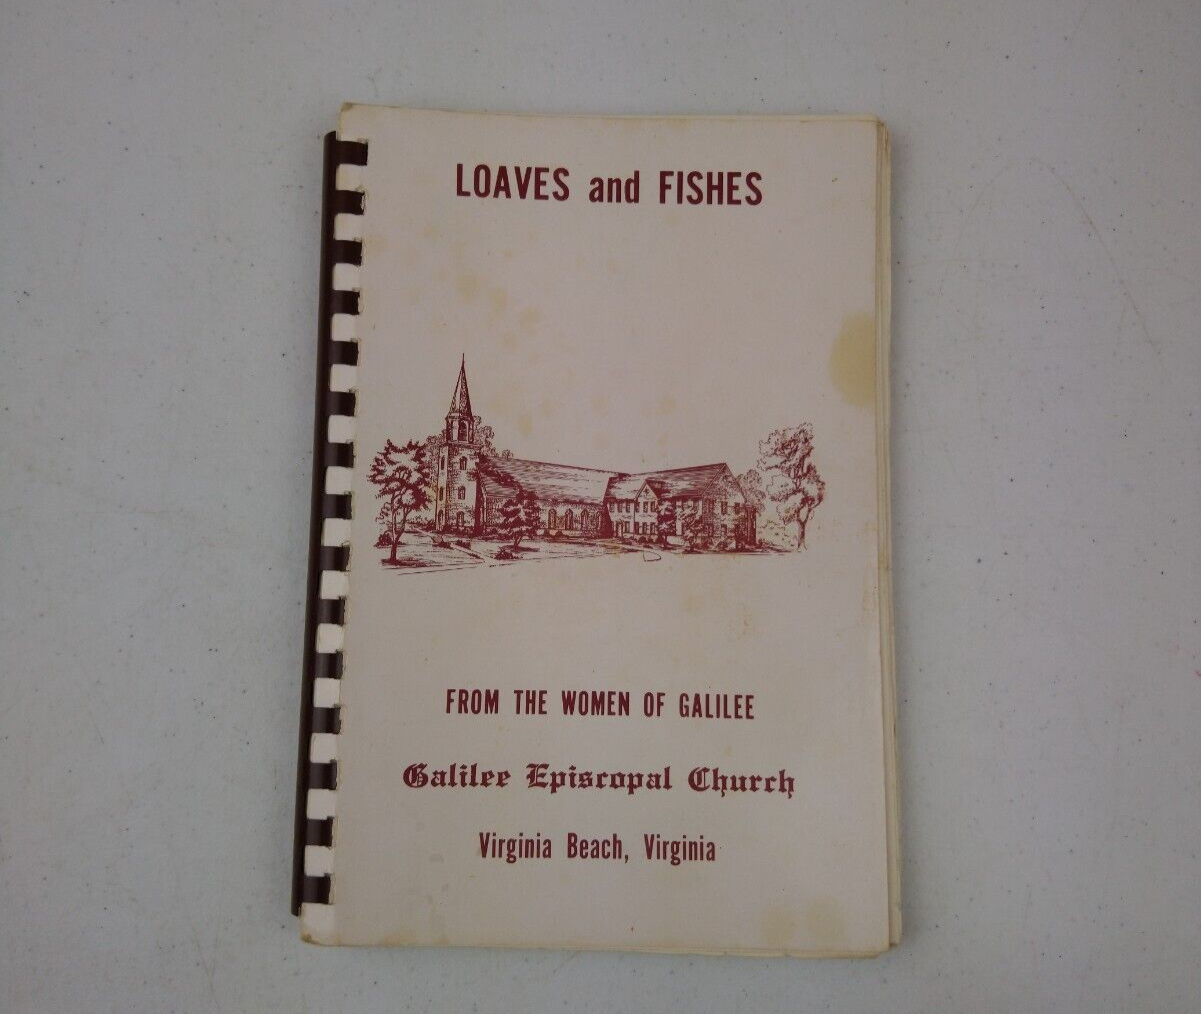 LOAVES and FISHES
FROM THE WOMEN OF GALILEE
Galilee Episcopal Church
Virginia Beach, Virginia